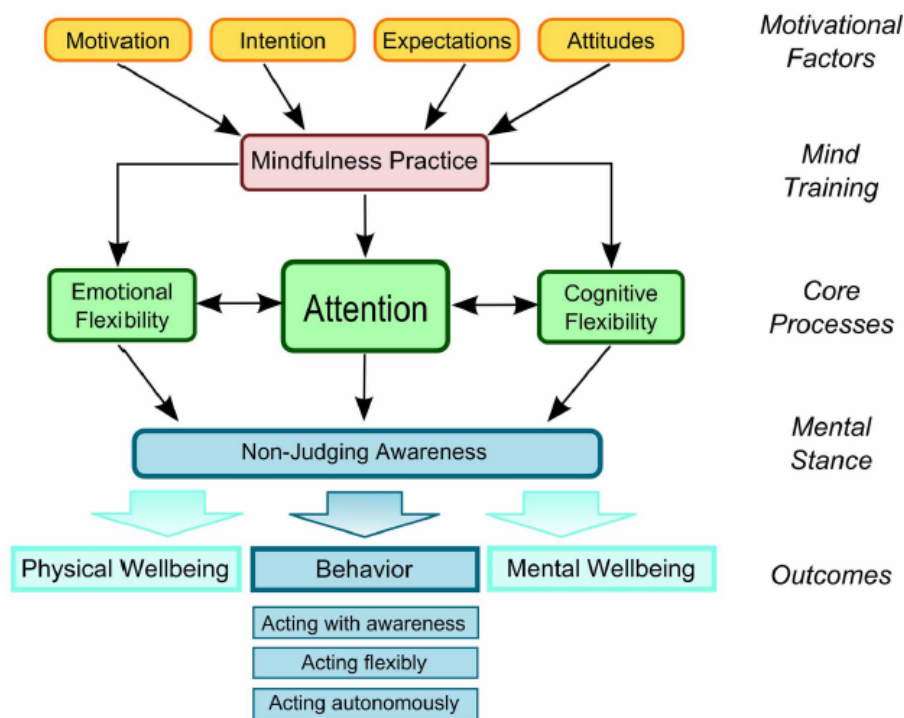 Motivation
Intention
Expectations
Attitudes
Motivational
Factors
Mindfulness Practice
Mind
Training
Emotional
Flexibility
Attention
Cognitive
Flexibility
Core
Processes
Non-Judging Awareness
Mental
Stance
Physical Wellbeing
Behavior
Mental Wellbeing
Outcomes
Acting with awareness
Acting flexibly
Acting autonomously